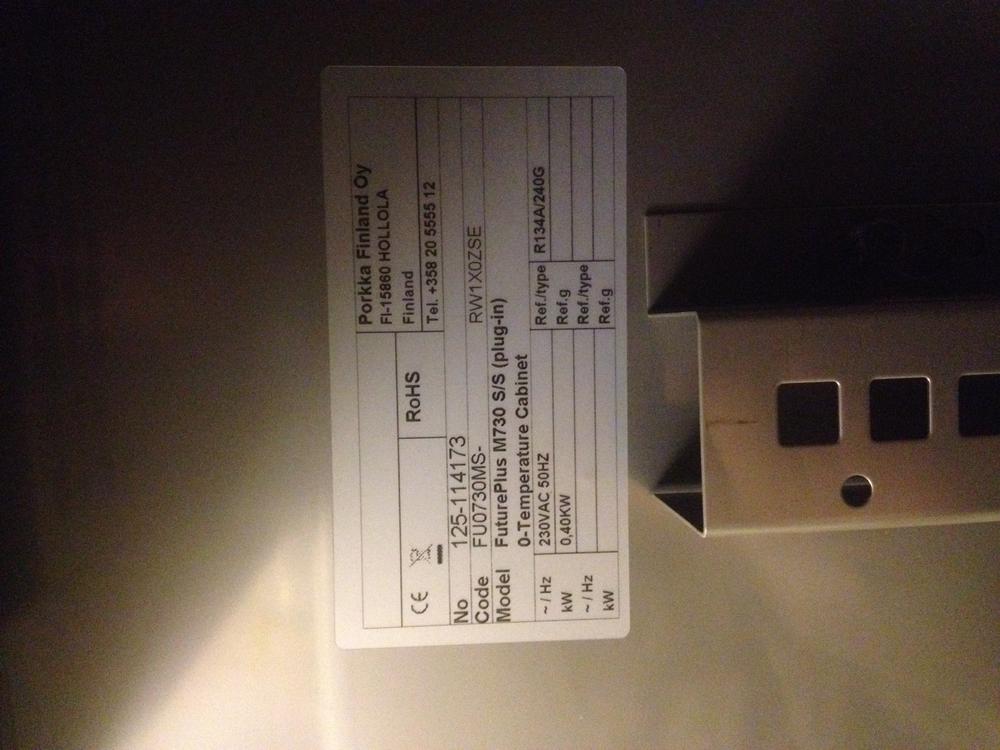 Porkka Finland Oy
FI-15860 HOLLOLA
CE RoHS Finland
Tel. +358 20 5555 12
No 125-114173
Code FU0730MS- RW1X0ZSE
Model FuturePlus M730 S/S (plug-in)
0-Temperature Cabinet
~ / Hz 230VAC 50HZ Ref./type R134A/240G
kW 0,40KW Ref.g
~ / Hz Ref./type
kW Ref.g